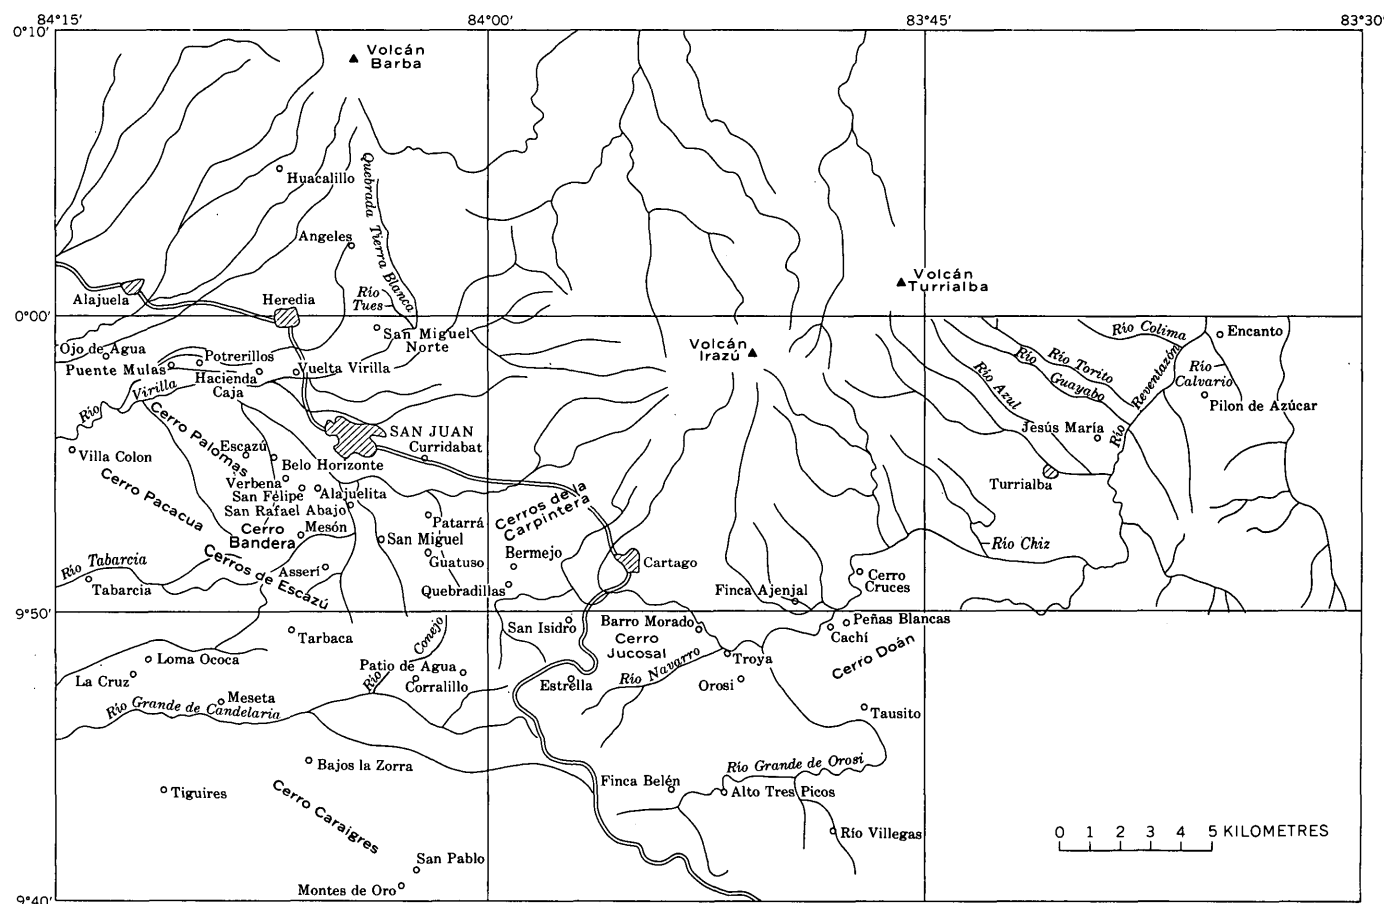 84°15′
84°00′
83°45′
83°30′
0°10′
Volcán
Barba
Huacalillo
Quebrada Tierra Blanca
Angeles
Volcán
Turrialba
Alajuela
Heredia
Río
Tues
0°00′
San Miguel
Norte
Río Colima
Encanto
Ojo de Agua
Potrerillos
Volcán
Irazú
Puente Mulas
Vuelta Virilla
Hacienda
Caja
Río Virilla
Río Torito
Río Guayabo
Río Azul
Río Reventazón
Río
Calvario
Pilon de Azúcar
Cerro Palomas
SAN JUAN
Curridabat
Jesús María
Escazú
Villa Colon
Belo Horizonte
Cerro Pacacua
Verbena
San Félipe
Alajuelita
San Rafael Abajo
Turrialba
Cerros de la
Carpintera
Patarrá
Cerro
Bandera
Mesón
San Miguel
Río Chiz
Río Tabarcia
Cerros de Escazú
Guatuso
Bermejo
Cartago
Asserí
Tabarcia
Quebradillas
Finca Ajenjal
Cerro
Cruces
9°50′
San Isidro
Barro Morado
Peñas Blancas
Cachí
Tarbaca
Río Conejo
Cerro
Jucosal
Cerro Doán
Loma Ococa
Patio de Agua
Troya
La Cruz
Corralillo
Estrella
Río Navarro
Orosi
Meseta
Río Grande de Candelaria
Tausito
Bajos la Zorra
Río Grande de Orosi
Finca Belén
Tiguires
Alto Tres Picos
Cerro Caraigres
Río Villegas
0 1 2 3 4 5 KILOMETRES
San Pablo
Montes de Oro
9°40′